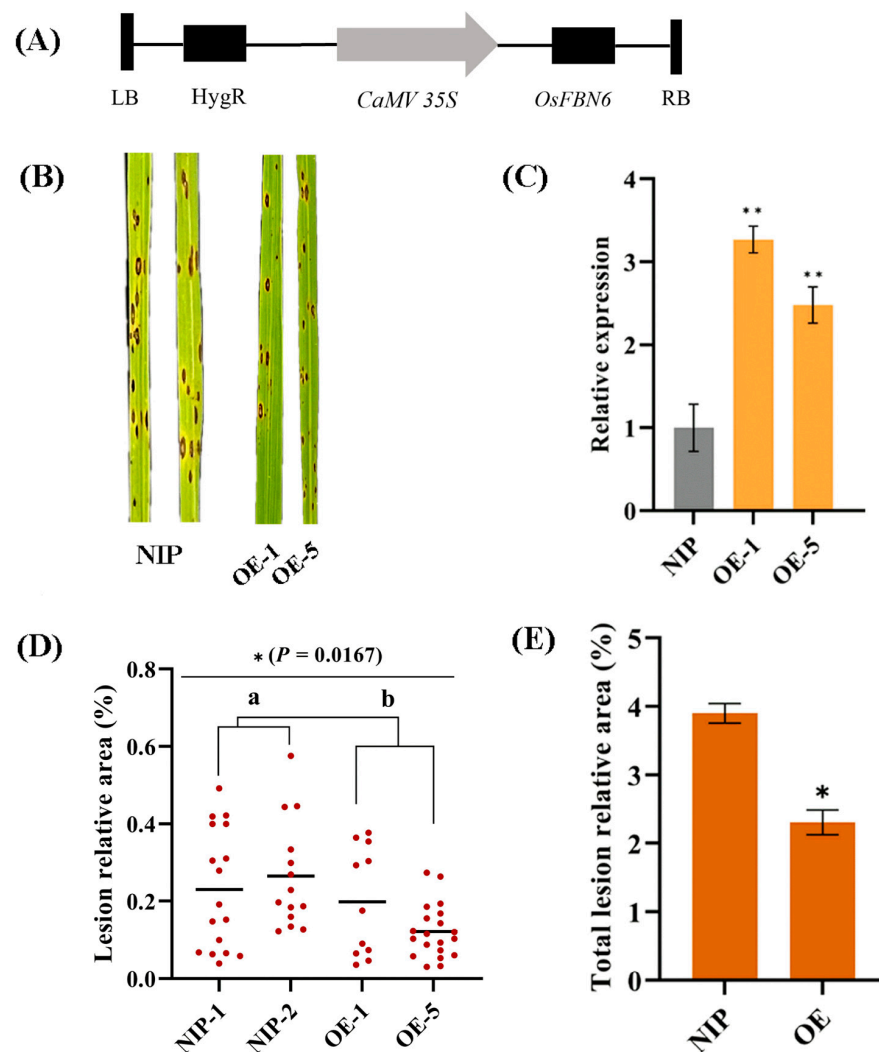 (A)
LB HygR CaMV 35S OsFBN6 RB
(B)
NIP OE-1 OE-5
(C)
Relative expression
4
3
2
1
0
** **
NIP OE-1 OE-5
(D)
Lesion relative area (%)
* (P = 0.0167)
a b
0.8
0.6
0.4
0.2
0.0
NIP-1 NIP-2 OE-1 OE-5
(E)
Total lesion relative area (%)
5
4
3
2
1
0
*
NIP OE